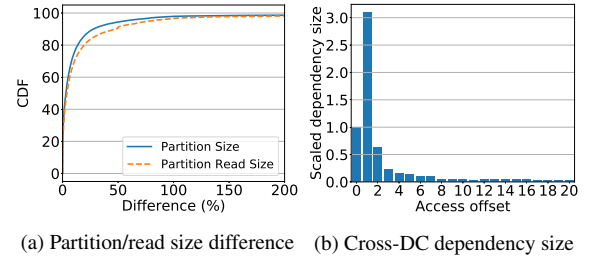 100
80
60
40
20
0
CDF
Partition Size
Partition Read Size
0 50 100 150 200
Difference (%)
(a) Partition/read size difference
3.0
2.5
2.0
1.5
1.0
0.5
0.0
Scaled dependency size
0 2 4 6 8 10 12 14 16 18 20
Access offset
(b) Cross-DC dependency size